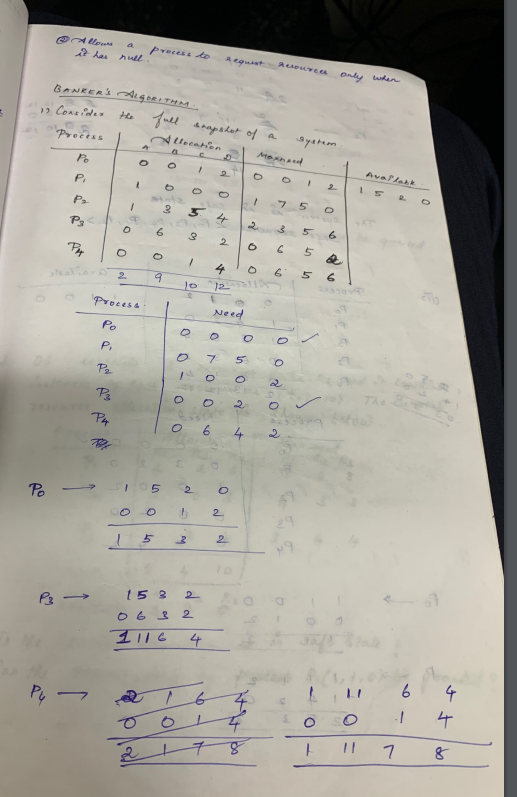 ② Allows a process to request resources only when
it has null.
BANKER'S ALGORITHM
1) Consider the full snapshot of a system.
Process Allocation Maxneed Available
A B C D
P0 0 0 1 2 0 0 1 2 1 5 2 0
P1 1 0 0 0 1 7 5 0
P2 1 3 5 4 2 3 5 6
P3 0 6 3 2 0 6 5 2
P4 0 0 1 4 0 6 5 6
2 9 10 12
Process Need
P0 0 0 0 0 ✓
P1 0 7 5 0
P2 1 0 0 2
P3 0 0 2 0 ✓
P4 0 6 4 2
P0 → 1 5 2 0
0 0 1 2
1 5 3 2
P3 → 1 5 3 2
0 6 3 2
1 11 6 4
P4 → 2 1 6 4 1 11 6 4
0 0 1 4 0 0 1 4
2 1 7 8 1 11 7 8